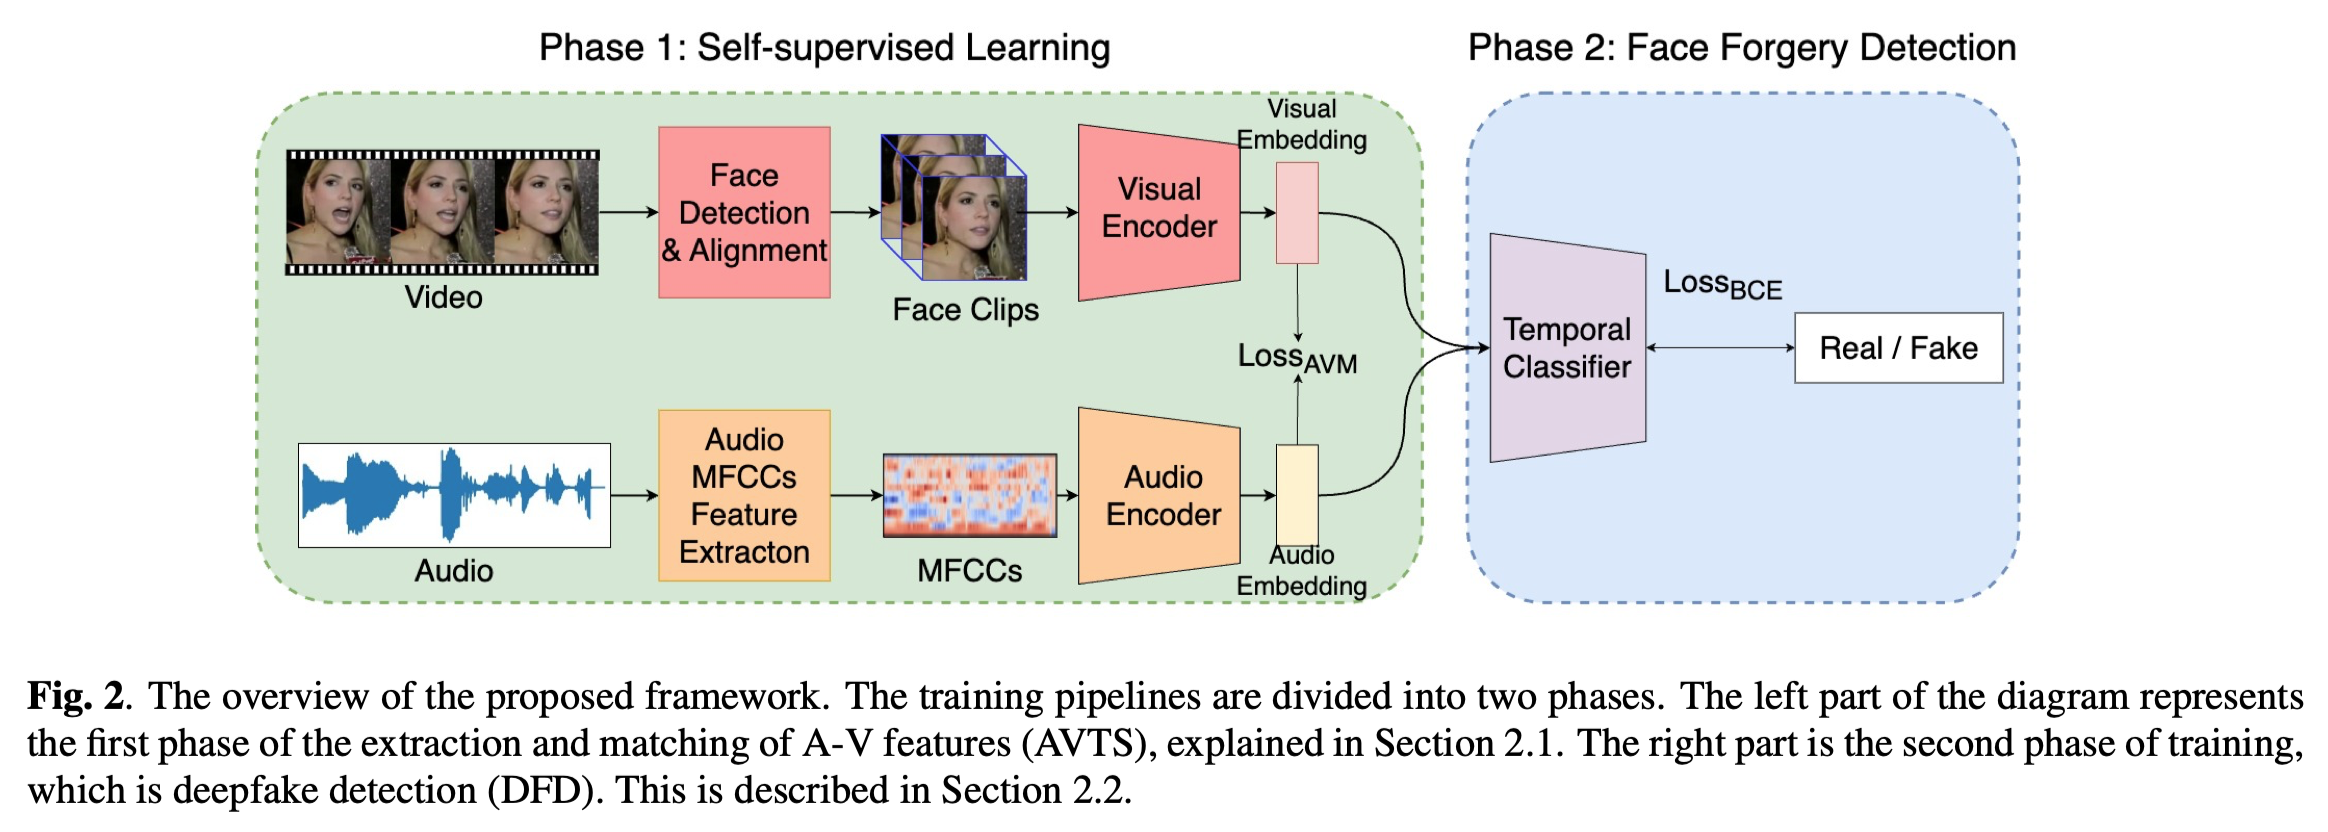 Phase 1: Self-supervised Learning
Phase 2: Face Forgery Detection
Video
Face
Detection
& Alignment
Face Clips
Visual
Encoder
Visual
Embedding
Loss_AVM
Audio
Audio
MFCCs
Feature
Extracton
MFCCs
Audio
Encoder
Audio
Embedding
Temporal
Classifier
Loss_BCE
Real / Fake
Fig. 2. The overview of the proposed framework. The training pipelines are divided into two phases. The left part of the diagram represents
the first phase of the extraction and matching of A-V features (AVTS), explained in Section 2.1. The right part is the second phase of training,
which is deepfake detection (DFD). This is described in Section 2.2.